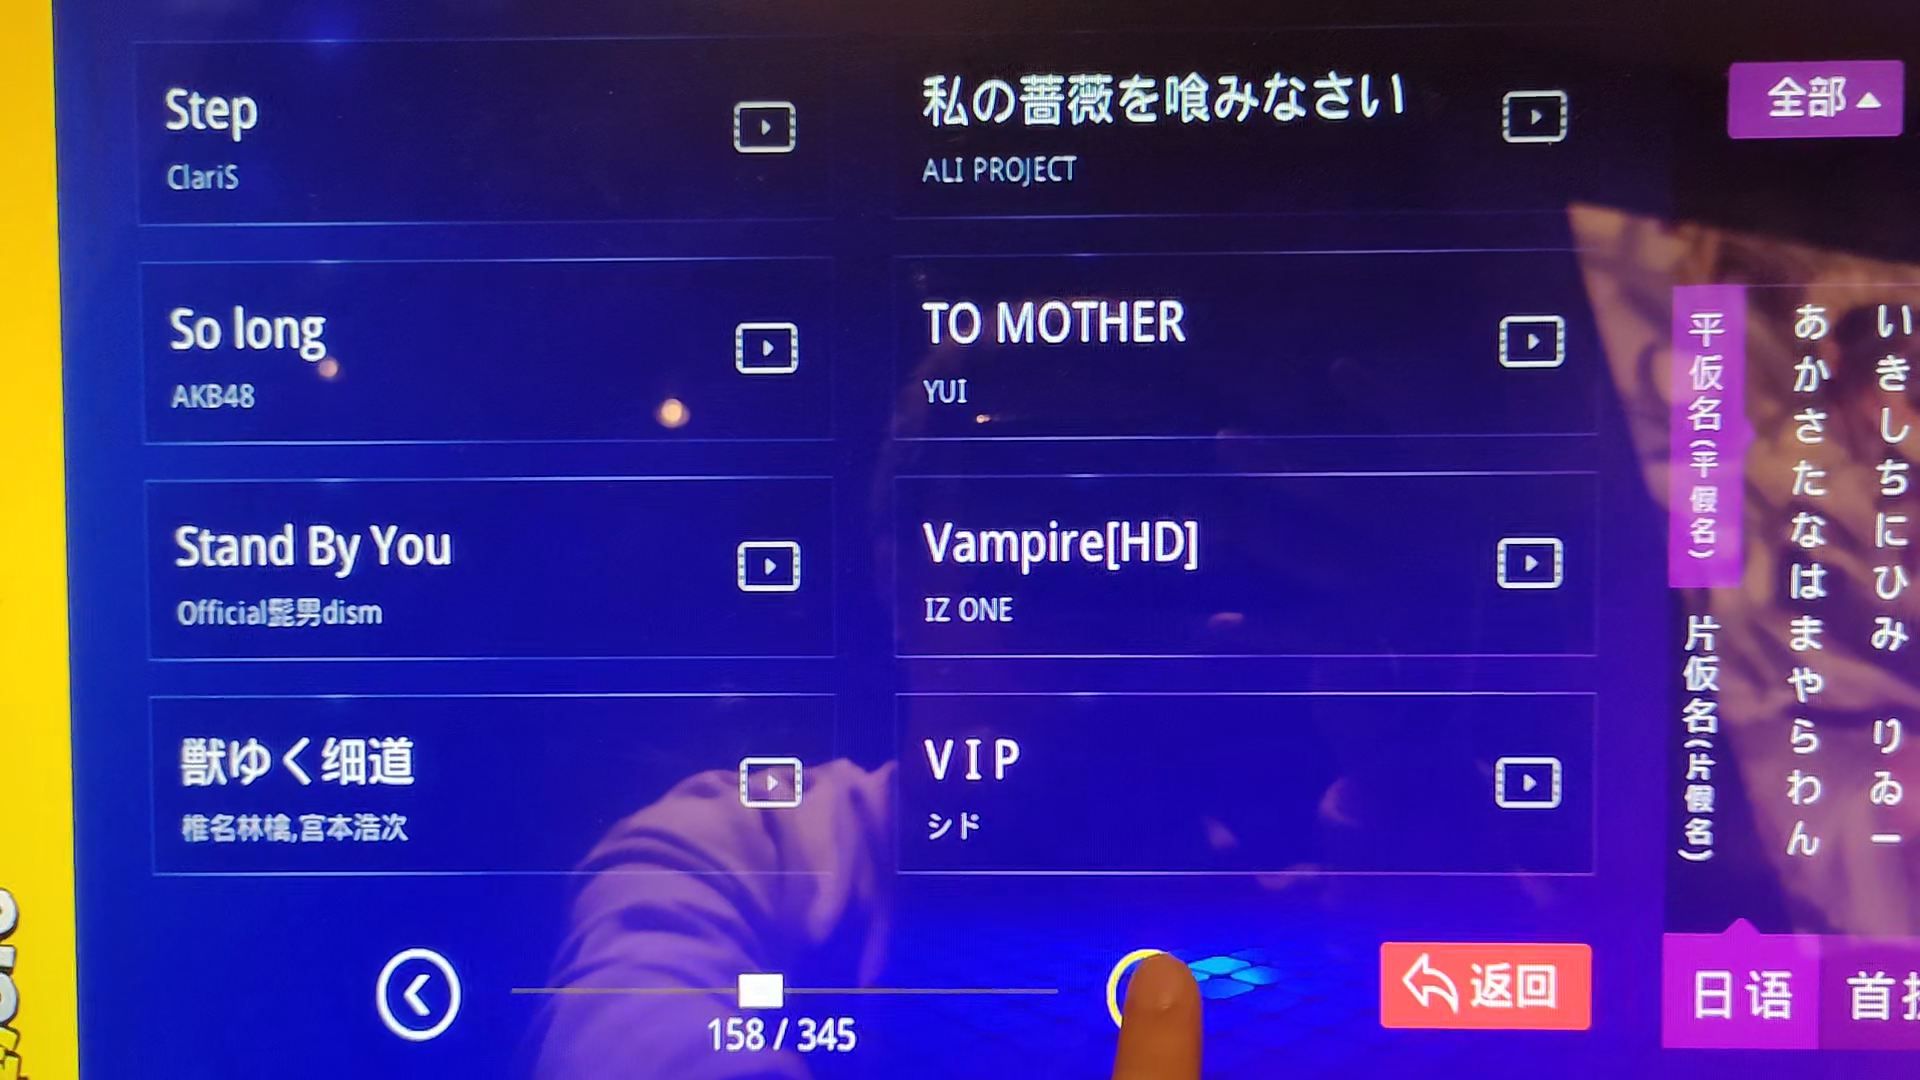 Step
ClariS
私の薔薇を喰みなさい
ALI PROJECT
So long
AKB48
TO MOTHER
YUI
Stand By You
Official髭男dism
Vampire[HD]
IZ ONE
獣ゆく细道
椎名林檎,宮本浩次
V I P
シド
158 / 345
返回
全部
平仮名(平假名)
片仮名(片假名)
あかさたなはまやらわん
いきしちにひみ りゐー
日语
首